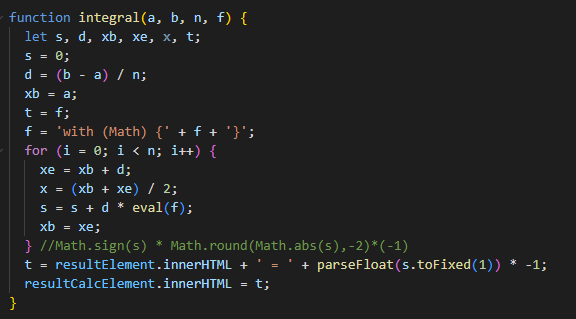 function integral(a, b, n, f) {
  let s, d, xb, xe, x, t;
  s = 0;
  d = (b - a) / n;
  xb = a;
  t = f;
  f = 'with (Math) {' + f + '}';
  for (i = 0; i < n; i++) {
    xe = xb + d;
    x = (xb + xe) / 2;
    s = s + d * eval(f);
    xb = xe;
  } //Math.sign(s) * Math.round(Math.abs(s),-2)*(-1)
  t = resultElement.innerHTML + ' = ' + parseFloat(s.toFixed(1)) * -1;
  resultCalcElement.innerHTML = t;
}